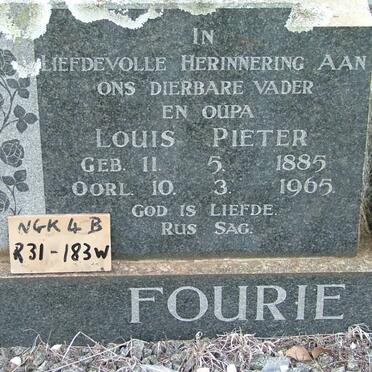 IN
LIEFDEVOLLE HERINNERING AAN
ONS DIERBARE VADER
EN OUPA
LOUIS PIETER
GEB. 11. 5. 1885
OORL. 10. 3. 1965.
GOD IS LIEFDE.
RUS SAG.
NGK 4 B
R31-183W
FOURIE